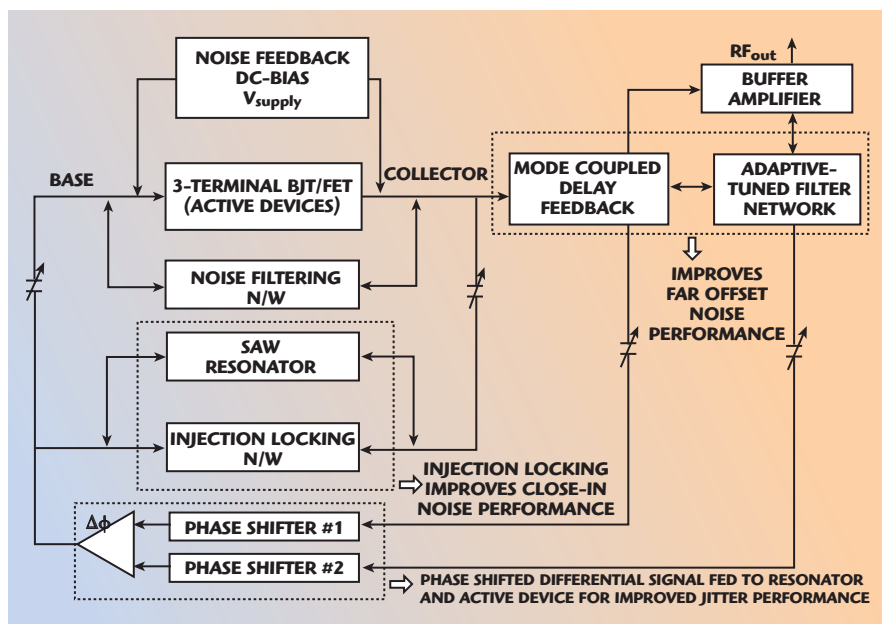 NOISE FEEDBACK
DC-BIAS
Vsupply
RFout
BUFFER
AMPLIFIER
BASE
3-TERMINAL BJT/FET
(ACTIVE DEVICES)
COLLECTOR
MODE COUPLED
DELAY
FEEDBACK
ADAPTIVE-
TUNED FILTER
NETWORK
NOISE FILTERING
N/W
IMPROVES
FAR OFFSET
NOISE
PERFORMANCE
SAW
RESONATOR
INJECTION LOCKING
N/W
INJECTION LOCKING
IMPROVES CLOSE-IN
NOISE PERFORMANCE
Δϕ
PHASE SHIFTER #1
PHASE SHIFTER #2
PHASE SHIFTED DIFFERENTIAL SIGNAL FED TO RESONATOR
AND ACTIVE DEVICE FOR IMPROVED JITTER PERFORMANCE